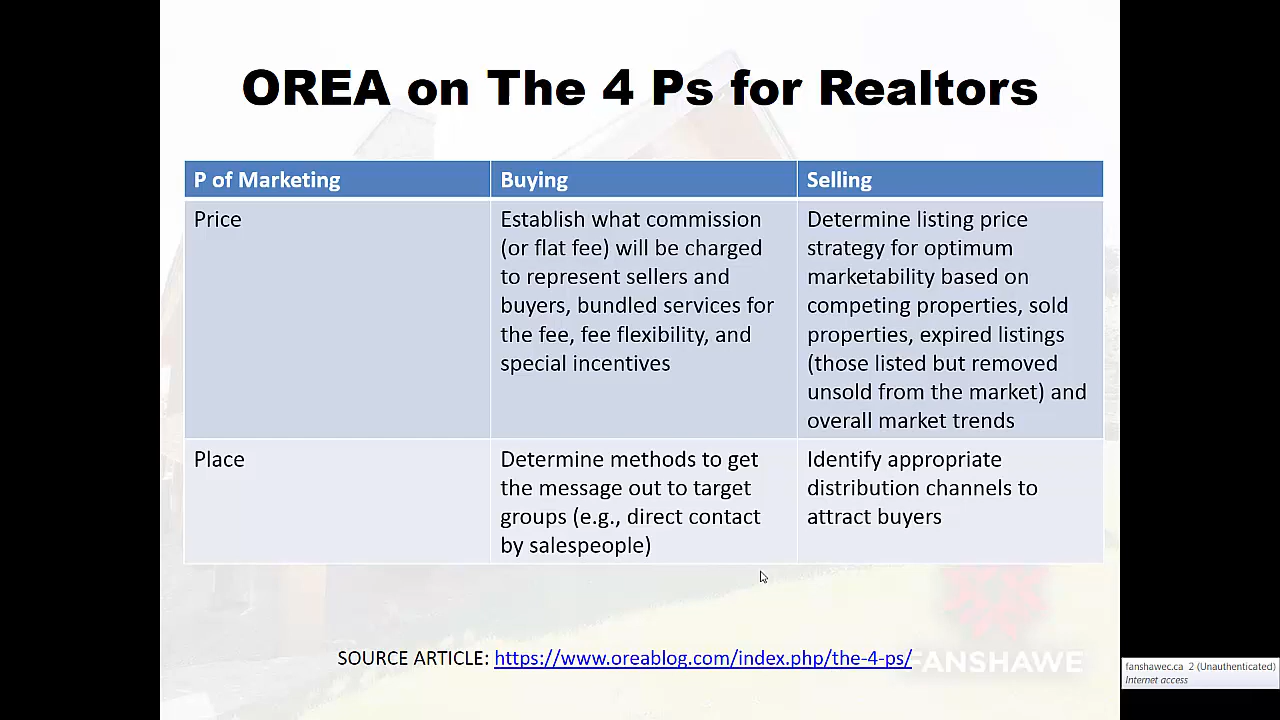 OREA on The 4 Ps for Realtors
P of Marketing
Buying
Selling
Price
Establish what commission
(or flat fee) will be charged
to represent sellers and
buyers, bundled services for
the fee, fee flexibility, and
special incentives
Determine listing price
strategy for optimum
marketability based on
competing properties, sold
properties, expired listings
(those listed but removed
unsold from the market) and
overall market trends
Place
Determine methods to get
the message out to target
groups (e.g., direct contact
by salespeople)
Identify appropriate
distribution channels to
attract buyers
SOURCE ARTICLE: https://www.oreablog.com/index.php/the-4-ps/
FANSHAWE
fanshawec.ca 2 (Unauthenticated)
Internet access